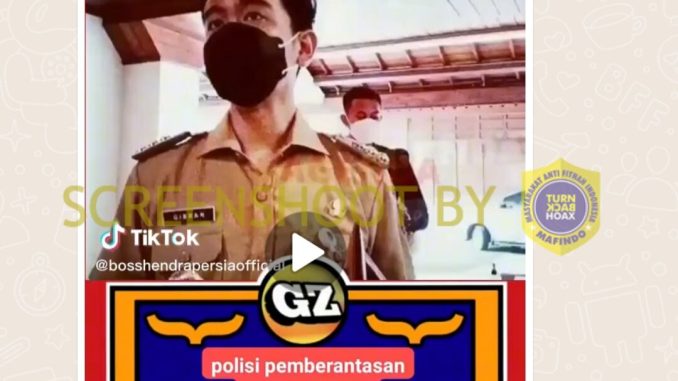 GIBRAN
SCREENSHOOT BY
MASYARAKAT ANTI FITNAH INDONESIA
TURN
BACK
HOAX
MAFINDO
TikTok
@bosshendrapersiaofficial
GZ
polisi pemberantasan